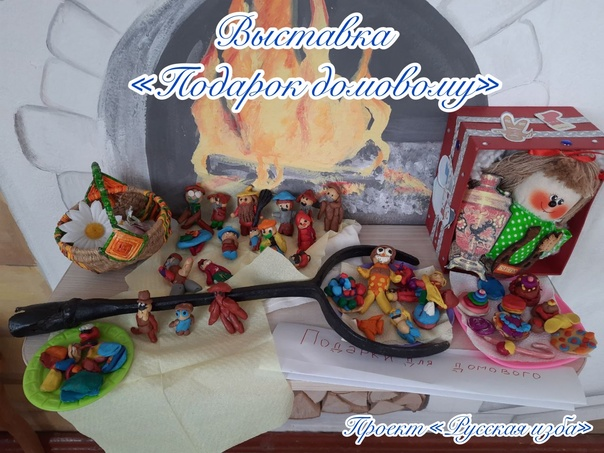 Выставка
«Подарок домовому»
Подарки для домового
Проект «Русская изба»